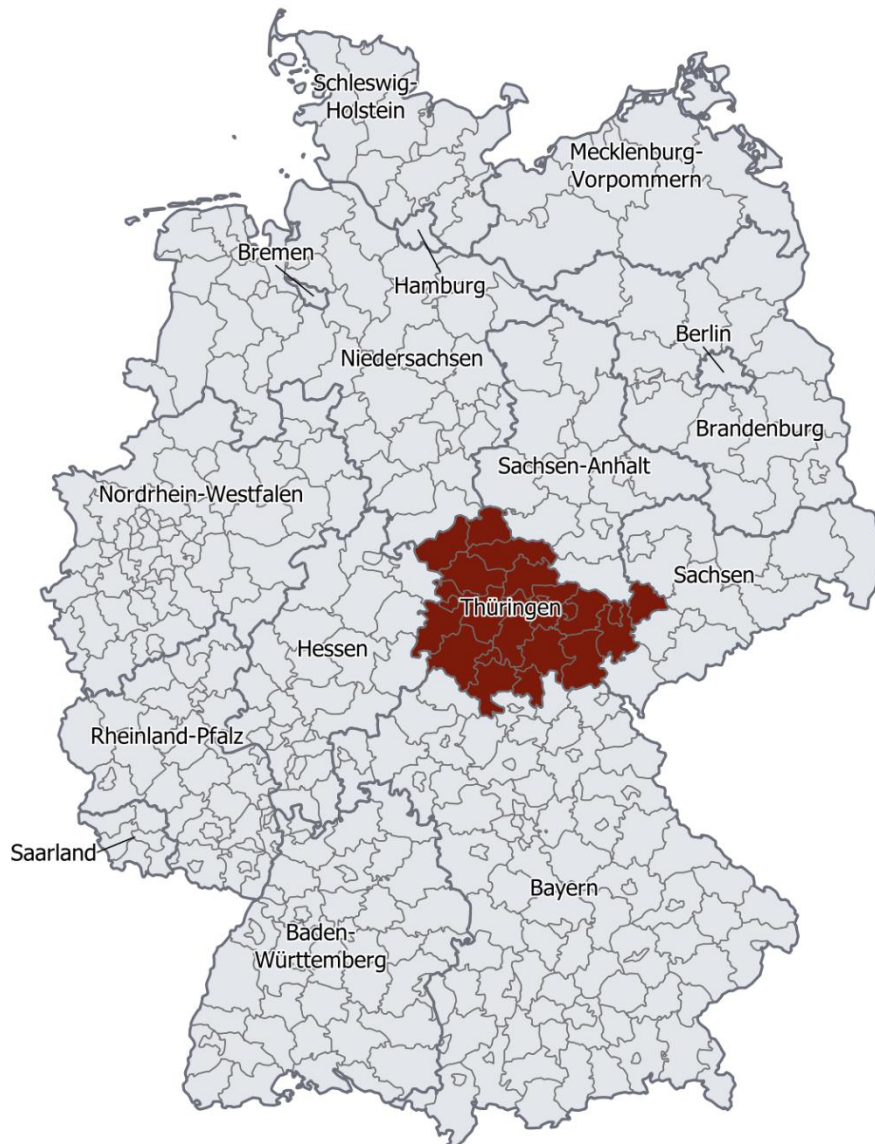 Schleswig-
Holstein
Mecklenburg-
Vorpommern
Bremen
Hamburg
Berlin
Niedersachsen
Brandenburg
Sachsen-Anhalt
Nordrhein-Westfalen
Sachsen
Thüringen
Hessen
Rheinland-Pfalz
Saarland
Bayern
Baden-
Württemberg